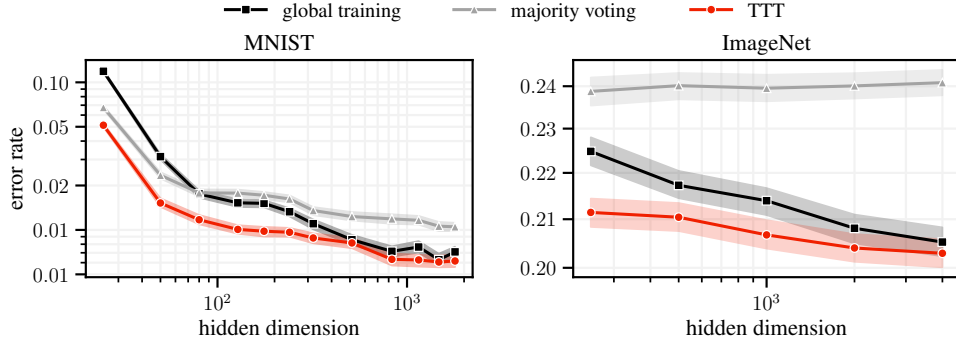 global training majority voting TTT
MNIST
ImageNet
error rate
0.10
0.05
0.02
0.01
0.01
10²
10³
hidden dimension
0.24
0.23
0.22
0.21
0.20
10³
hidden dimension